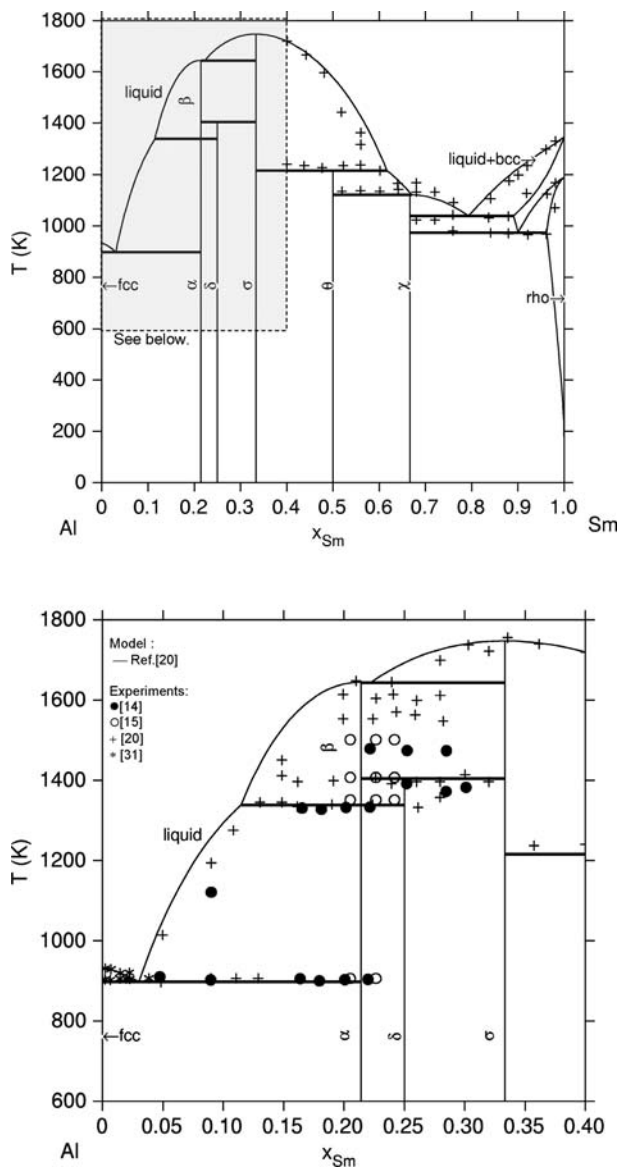 1800
1600
1400
1200
1000
800
600
400
200
0
T (K)
liquid
β
liquid+bcc→
←fcc
α
δ
σ
θ
χ
rho→
See below.
0 0.1 0.2 0.3 0.4 0.5 0.6 0.7 0.8 0.9 1.0
Al
xSm
Sm
1800
1600
1400
1200
1000
800
600
T (K)
Model :
— Ref.[20]
Experiments:
●[14]
○[15]
+ [20]
* [31]
β
liquid
←fcc
α
δ
σ
0 0.05 0.10 0.15 0.20 0.25 0.30 0.35 0.40
Al
xSm